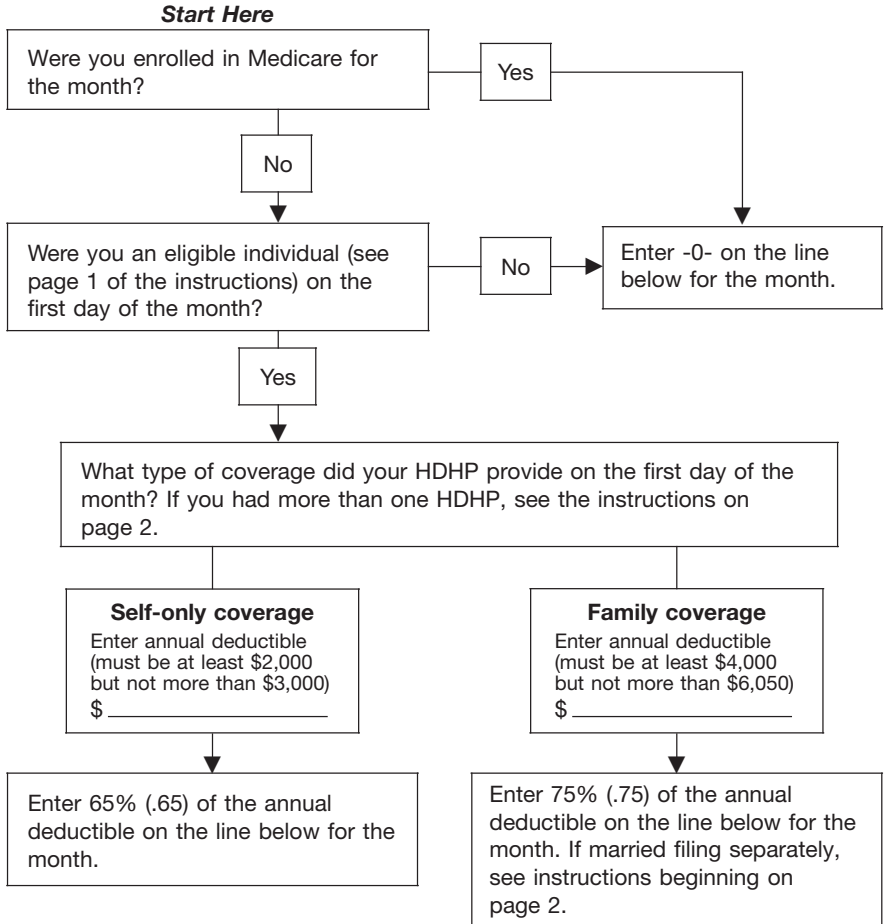 Start Here
Were you enrolled in Medicare for
the month?
Yes
No
Were you an eligible individual (see
page 1 of the instructions) on the
first day of the month?
No
Enter -0- on the line
below for the month.
Yes
What type of coverage did your HDHP provide on the first day of the
month? If you had more than one HDHP, see the instructions on
page 2.
Self-only coverage
Enter annual deductible
(must be at least $2,000
but not more than $3,000)
$
Family coverage
Enter annual deductible
(must be at least $4,000
but not more than $6,050)
$
Enter 65% (.65) of the annual
deductible on the line below for the
month.
Enter 75% (.75) of the annual
deductible on the line below for the
month. If married filing separately,
see instructions beginning on
page 2.